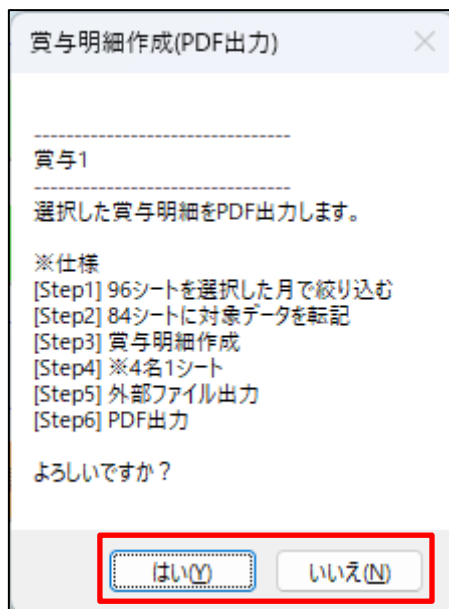 賞与明細作成(PDF出力)
--------------------------------
賞与1
--------------------------------
選択した賞与明細をPDF出力します。
※仕様
[Step1] 96シートを選択した月で絞り込む
[Step2] 84シートに対象データを転記
[Step3] 賞与明細作成
[Step4] ※4名1シート
[Step5] 外部ファイル出力
[Step6] PDF出力
よろしいですか？
はい(Y) いいえ(N)